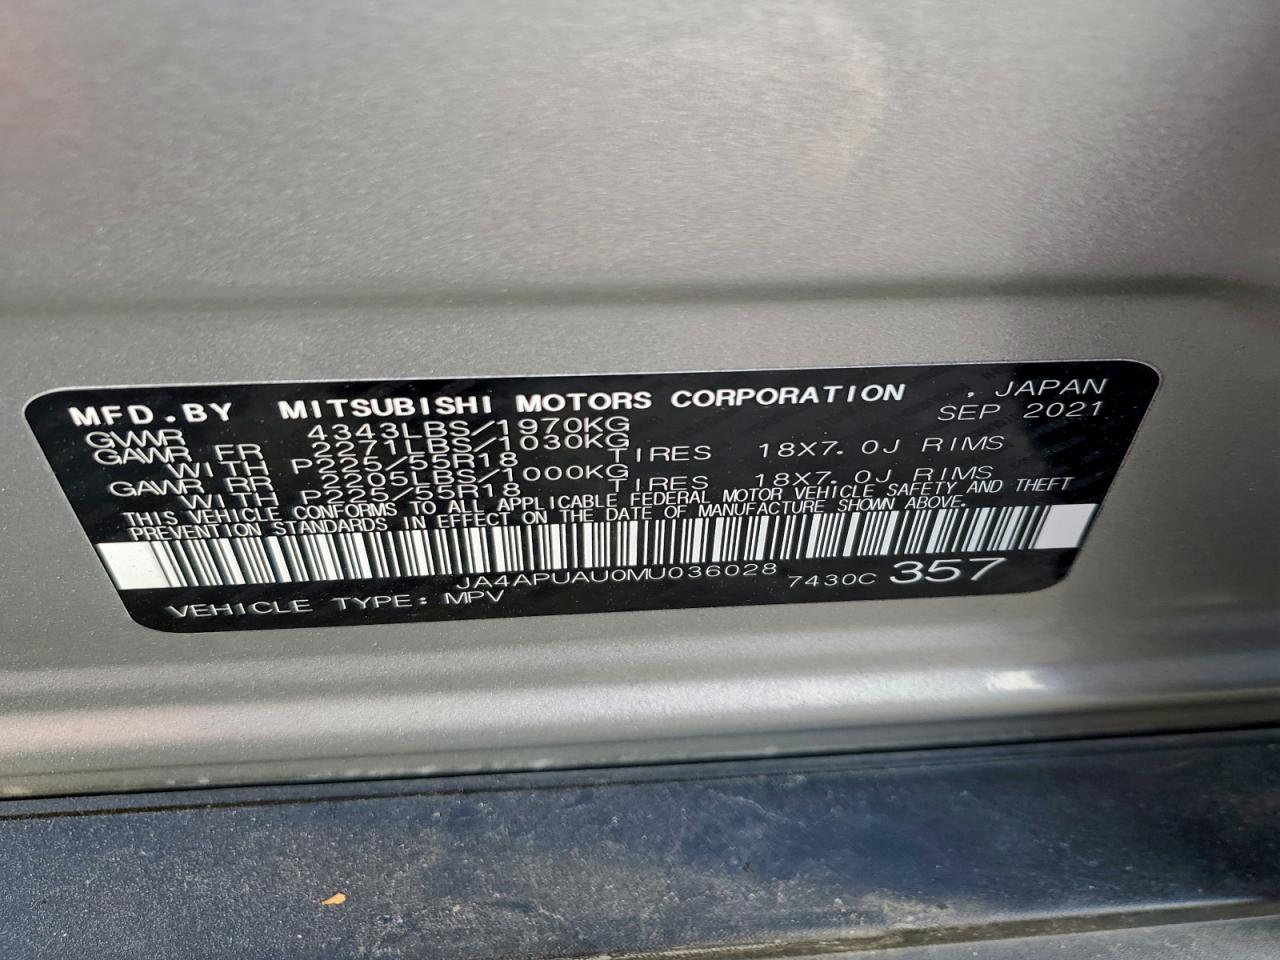 MFD.BY MITSUBISHI MOTORS CORPORATION , JAPAN
GVWR 4343LBS/1970KG SEP 2021
GAWR FR 2271LBS/1030KG
WITH P225/55R18 TIRES 18X7.0J RIMS
GAWR RR 2205LBS/1000KG
WITH P225/55R18 TIRES 18X7.0J RIMS
THIS VEHICLE CONFORMS TO ALL APPLICABLE FEDERAL MOTOR VEHICLE SAFETY AND THEFT
PREVENTION STANDARDS IN EFFECT ON THE DATE OF MANUFACTURE SHOWN ABOVE.
JA4APUAU0MU036028 7430C 357
VEHICLE TYPE: MPV